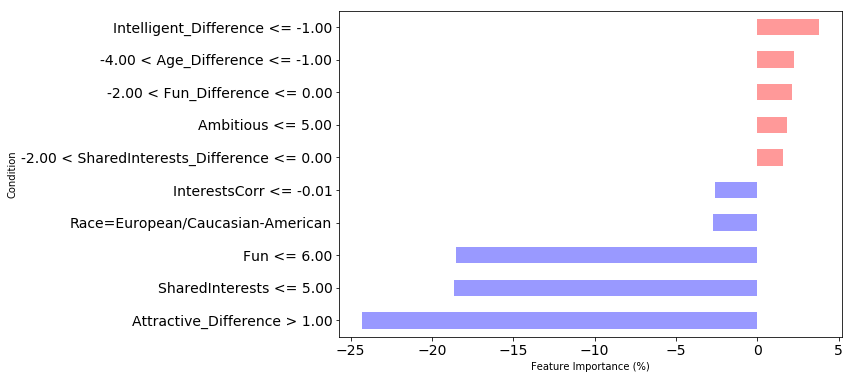 Intelligent_Difference <= -1.00
-4.00 < Age_Difference <= -1.00
-2.00 < Fun_Difference <= 0.00
Ambitious <= 5.00
-2.00 < SharedInterests_Difference <= 0.00
InterestsCorr <= -0.01
Race=European/Caucasian-American
Fun <= 6.00
SharedInterests <= 5.00
Attractive_Difference > 1.00
Condition
−25 −20 −15 −10 −5 0 5
Feature Importance (%)